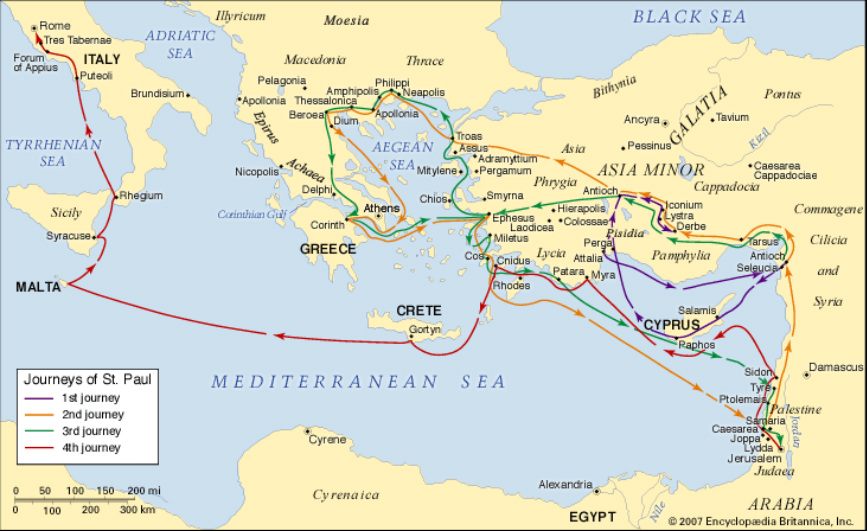 Illyricum
Moesia
BLACK SEA
Rome
Tres Tabernae
ADRIATIC
SEA
Forum
of Appius
ITALY
Puteoli
Macedonia
Thrace
Pelagonia
Philippi
Amphipolis
Neapolis
Thessalonica
Brundisium
Apollonia
Apollonia
Beroea
Dium
Epirus
Bithynia
Pontus
GALATIA
Ancyra
Tavium
Kizil
Pessinus
TYRRHENIAN
SEA
AEGEAN
SEA
Troas
Assus
Adramyttium
Pergamum
Mitylene
Asia
ASIA MINOR
Caesarea
Cappadociae
Cappadocia
Phrygia
Nicopolis
Achaea
Delphi
Chios
Smyrna
Antioch
Iconium
Lystra
Derbe
Commagene
Rhegium
Sicily
Corinthian Gulf
Athens
Corinth
Ephesus
Hierapolis
Laodicea
Colossae
Pisidia
Syracuse
GREECE
Miletus
Lycia
Perga
Attalia
Pamphylia
Tarsus
Cilicia
and
Syria
Antioch
Seleucia
Cos
Cnidus
Rhodes
Patara
Myra
MALTA
CRETE
Gortyn
Salamis
CYPRUS
Paphos
MEDITERRANEAN SEA
Sidon
Tyre
Ptolemais
Damascus
Palestine
Samaria
Caesarea
Joppa
Lydda
Jerusalem
Jordan
Judaea
Journeys of St. Paul
1st journey
2nd journey
3rd journey
4th journey
Cyrene
Cyrenaica
Alexandria
EGYPT
Nile
ARABIA
0 50 100 150 200 mi
0 100 200 300 km
© 2007 Encyclopædia Britannica, Inc.